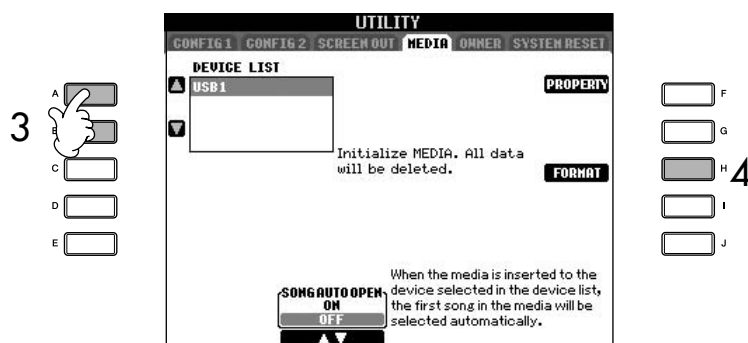 UTILITY
CONFIG 1 CONFIG 2 SCREEN OUT MEDIA OWNER SYSTEM RESET
DEVICE LIST
USB1
PROPERTY
Initialize MEDIA. All data
will be deleted.
FORMAT
When the media is inserted to the
device selected in the device list,
the first song in the media will be
selected automatically.
SONG AUTO OPEN
ON
OFF
3
A
B
C
D
E
F
G
H
I
J
4